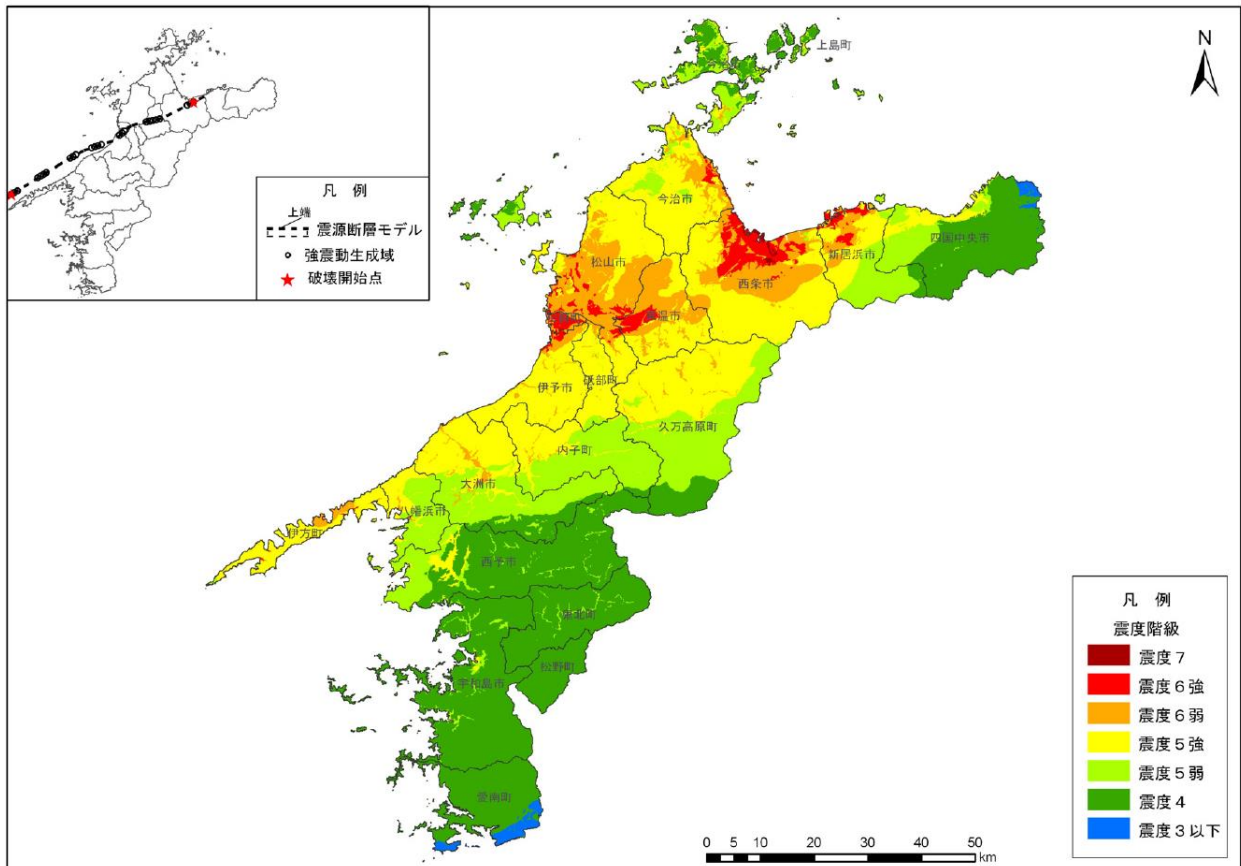 凡 例
上端
震源断層モデル
強震動生成域
破壊開始点
N
上島町
今治市
四国中央市
新居浜市
松山市
西条市
温市
伊予市
砥部町
久万高原町
内子町
大洲市
八幡浜市
伊方町
西予市
鬼北町
松野町
宇和島市
愛南町
凡 例
震度階級
震度7
震度6強
震度6弱
震度5強
震度5弱
震度4
震度3以下
0 5 10 20 30 40 50
km